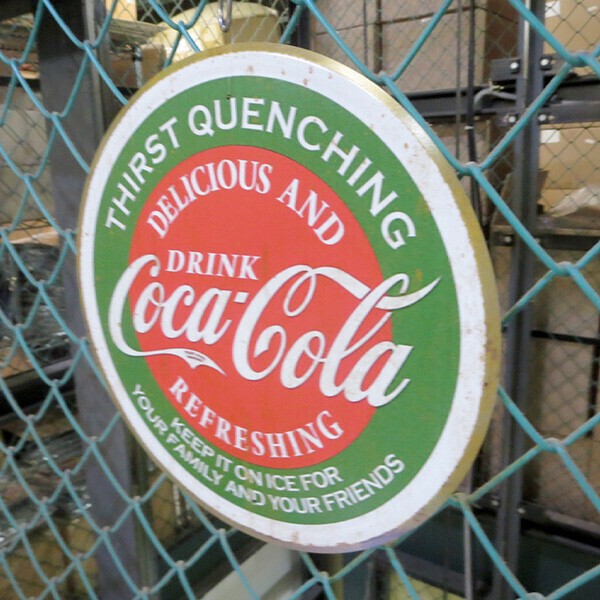 THIRST QUENCHING
DELICIOUS AND
DRINK
Coca-Cola
REFRESHING
KEEP IT ON ICE FOR
YOUR FAMILY AND YOUR FRIENDS